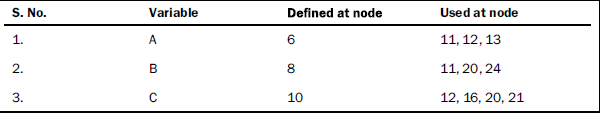 S. No. Variable Defined at node Used at node
1. A 6 11, 12, 13
2. B 8 11, 20, 24
3. C 10 12, 16, 20, 21